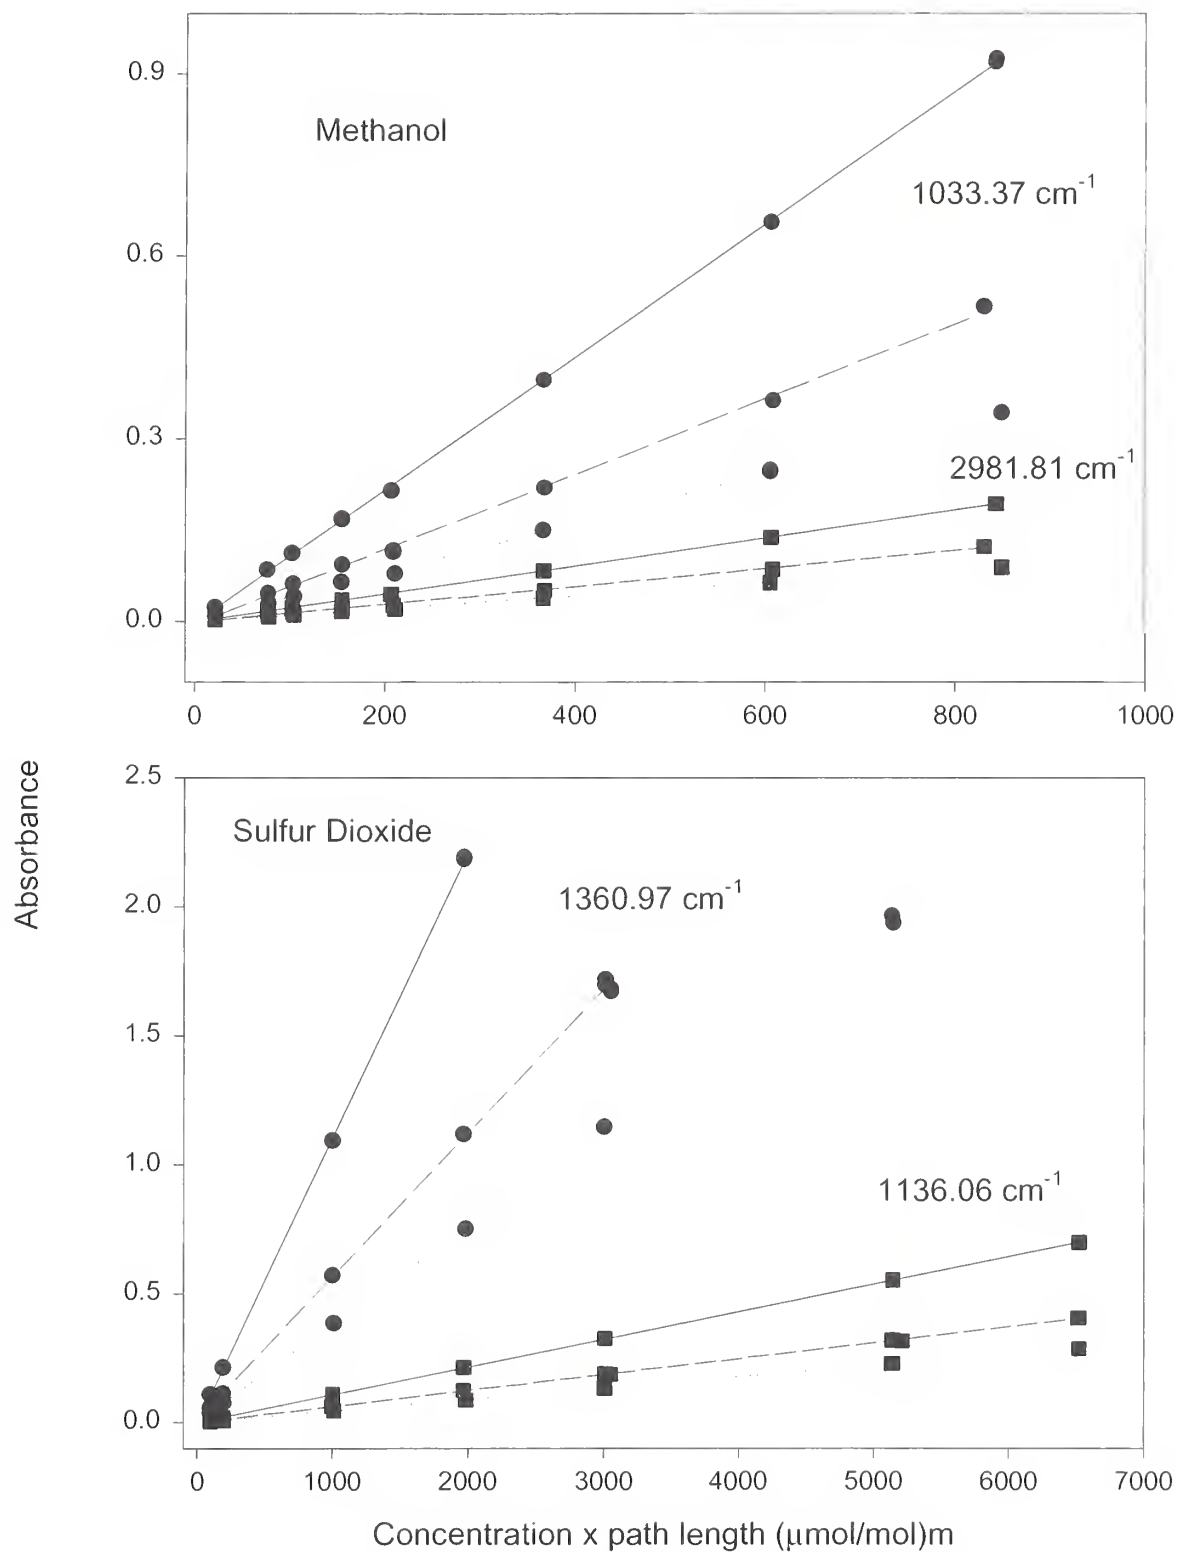 0.9
Methanol
1033.37 cm-1
0.6
0.3
2981.81 cm-1
0.0
0 200 400 600 800 1000
Absorbance
2.5
Sulfur Dioxide
2.0
1360.97 cm-1
1.5
1.0
1136.06 cm-1
0.5
0.0
0 1000 2000 3000 4000 5000 6000 7000
Concentration x path length (μmol/mol)m